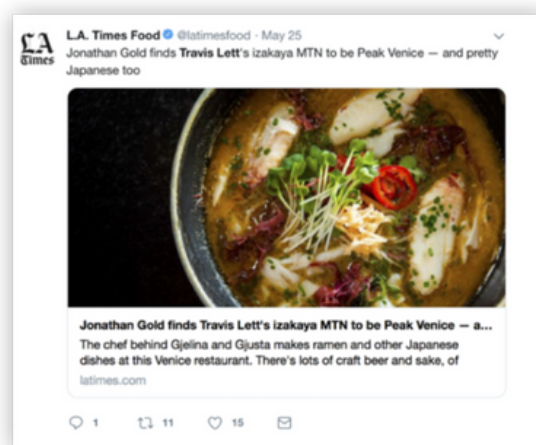 L.A. Times Food @latimesfood · May 25
LA
Times
Jonathan Gold finds Travis Lett's izakaya MTN to be Peak Venice — and pretty
Japanese too
Jonathan Gold finds Travis Lett's izakaya MTN to be Peak Venice — a...
The chef behind Gjelina and Gjusta makes ramen and other Japanese
dishes at this Venice restaurant. There's lots of craft beer and sake, of
latimes.com
1 11 15